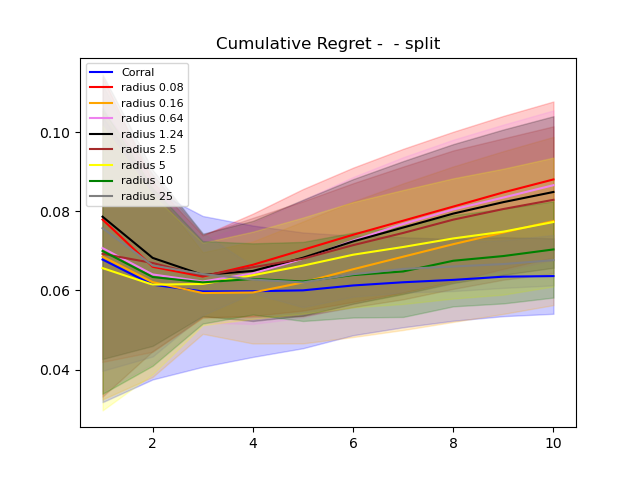 Cumulative Regret -  - split
Corral
radius 0.08
radius 0.16
radius 0.64
radius 1.24
radius 2.5
radius 5
radius 10
radius 25
0.10
0.08
0.06
0.04
2 4 6 8 10